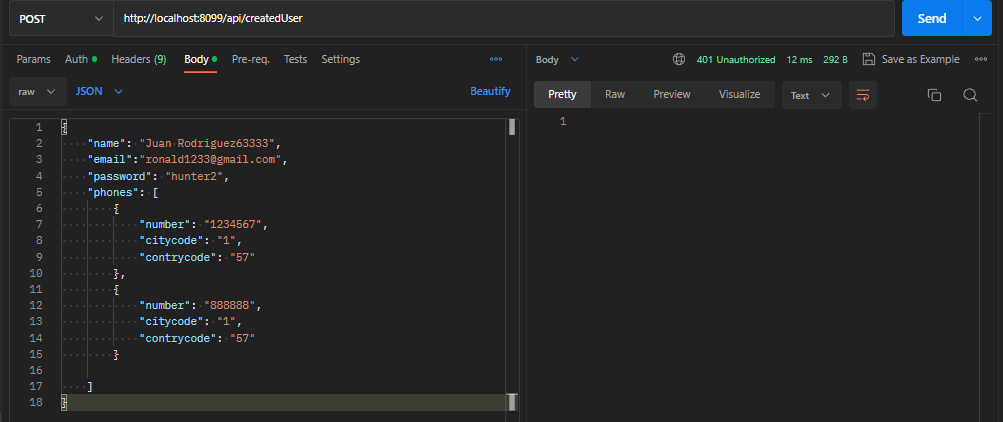 POST http://localhost:8099/api/createdUser Send
Params Auth Headers (9) Body Pre-req. Tests Settings
raw JSON Beautify
1 {
2 "name": "Juan Rodriguez63333",
3 "email":"ronald1233@gmail.com",
4 "password": "hunter2",
5 "phones": [
6 {
7 "number": "1234567",
8 "citycode": "1",
9 "contrycode": "57"
10 },
11 {
12 "number": "888888",
13 "citycode": "1",
14 "contrycode": "57"
15 }
16
17 ]
18 }
Body 401 Unauthorized 12 ms 292 B Save as Example
Pretty Raw Preview Visualize Text
1